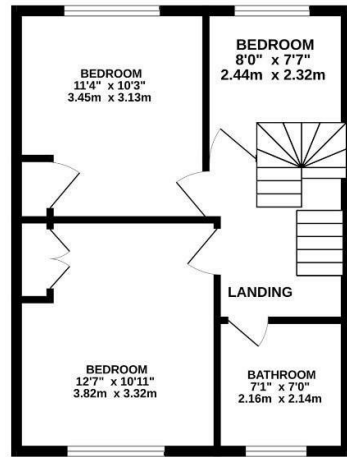 BEDROOM
11'4" x 10'3"
3.45m x 3.13m
BEDROOM
8'0" x 7'7"
2.44m x 2.32m
LANDING
BEDROOM
12'7" x 10'11"
3.82m x 3.32m
BATHROOM
7'1" x 7'0"
2.16m x 2.14m